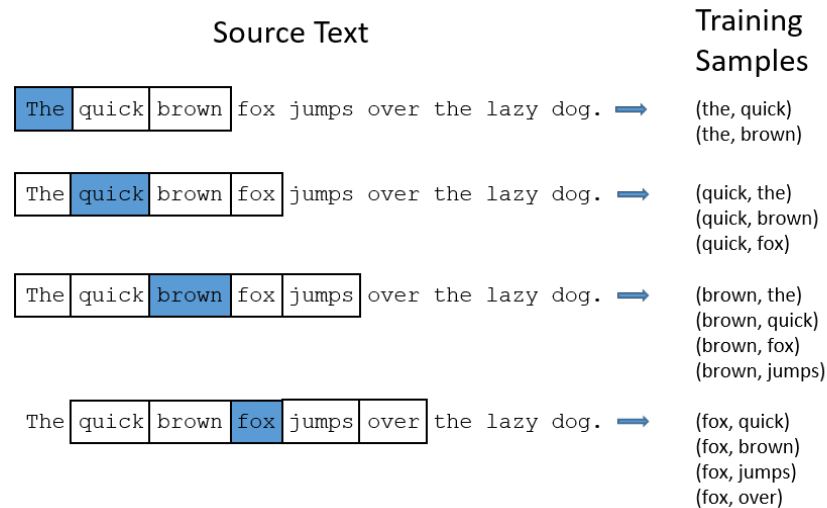 Source Text
Training
Samples
The quick brown fox jumps over the lazy dog.
(the, quick)
(the, brown)
The quick brown fox jumps over the lazy dog.
(quick, the)
(quick, brown)
(quick, fox)
The quick brown fox jumps over the lazy dog.
(brown, the)
(brown, quick)
(brown, fox)
(brown, jumps)
The quick brown fox jumps over the lazy dog.
(fox, quick)
(fox, brown)
(fox, jumps)
(fox, over)